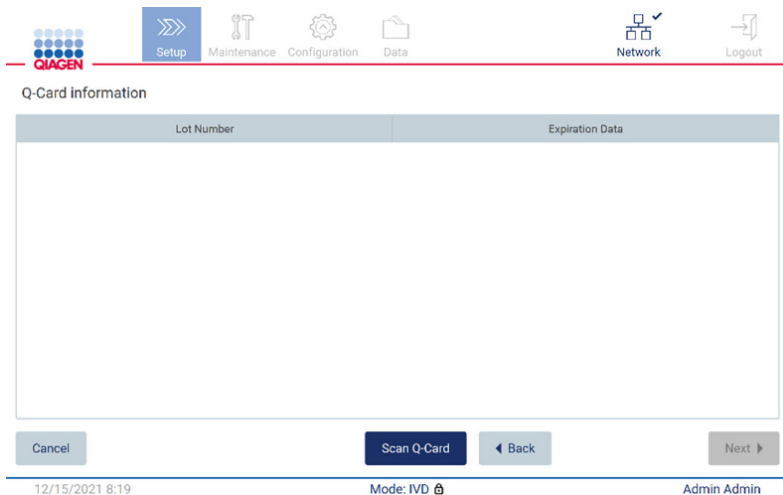 QIAGEN
Setup Maintenance Configuration Data Network Logout
Q-Card information
Lot Number Expiration Data
Cancel Scan Q-Card Back Next
12/15/2021 8:19 Mode: IVD Admin Admin